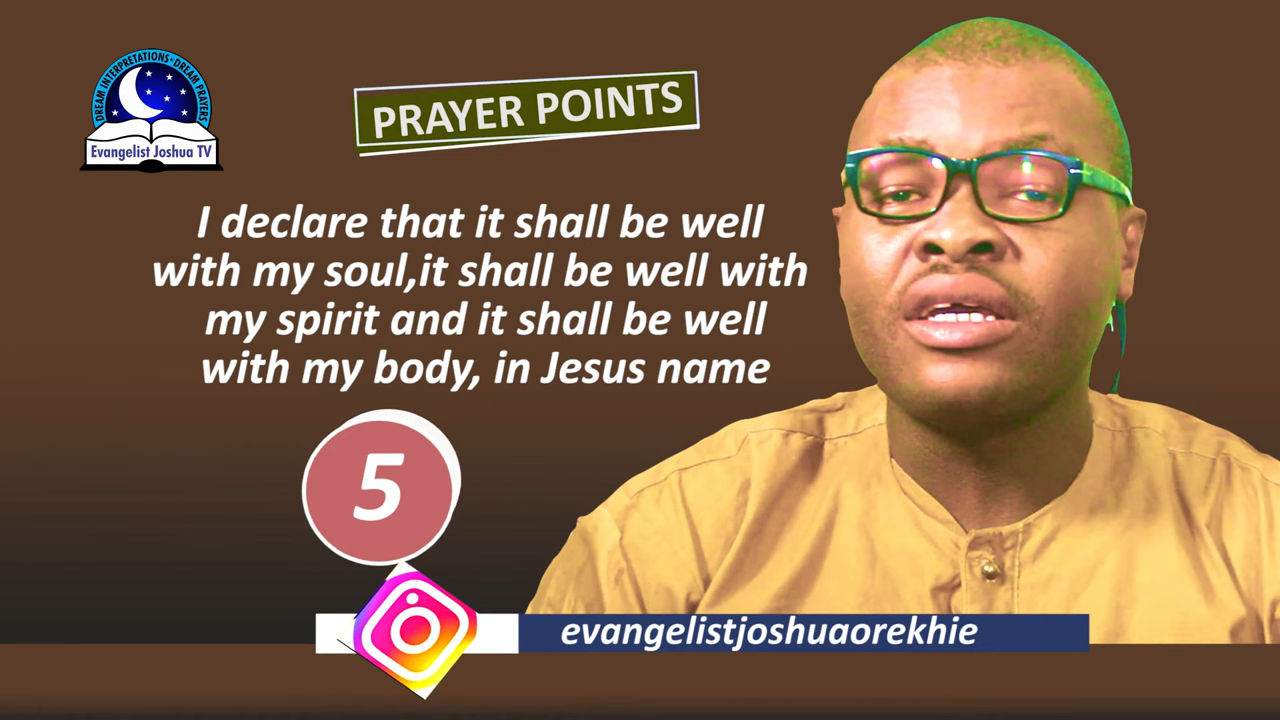 DREAM INTERPRETATIONS • DREAM PRAYERS
Evangelist Joshua TV
PRAYER POINTS
I declare that it shall be well
with my soul,it shall be well with
my spirit and it shall be well
with my body, in Jesus name
5
evangelistjoshuaorekhie